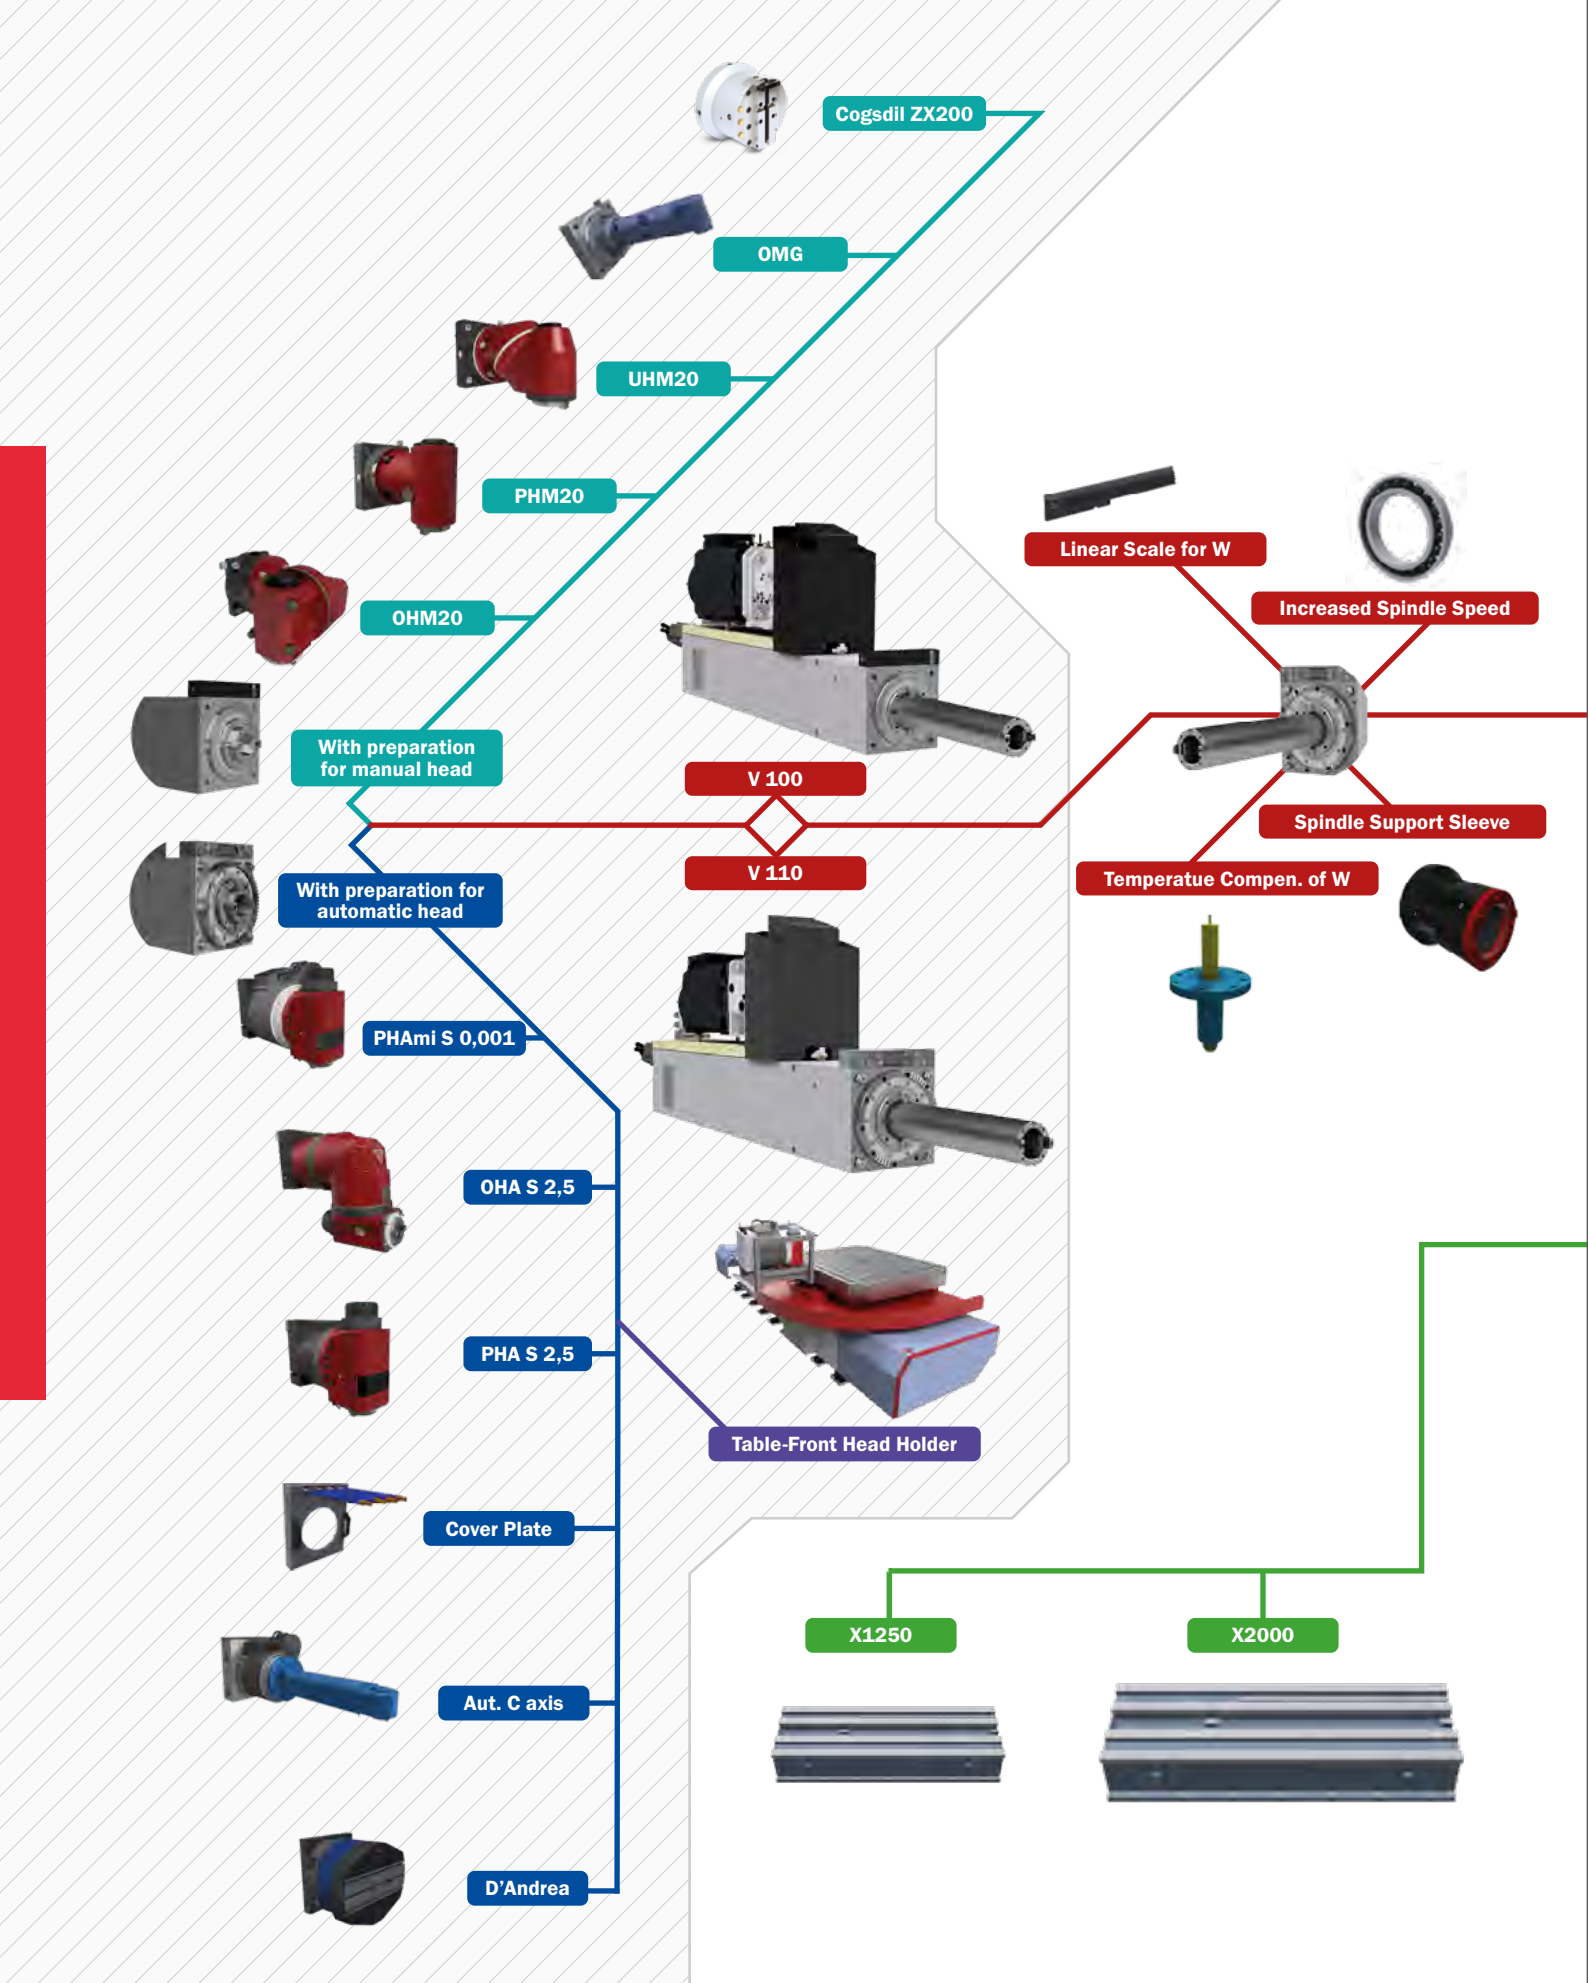 Cogsdil ZX200
OMG
UHM20
PHM20
OHM20
With preparation
for manual head
Linear Scale for W
Increased Spindle Speed
V 100
V 110
Spindle Support Sleeve
Temperatue Compen. of W
With preparation for
automatic head
PHAmi S 0,001
OHA S 2,5
PHA S 2,5
Table-Front Head Holder
Cover Plate
X1250
X2000
Aut. C axis
D’Andrea